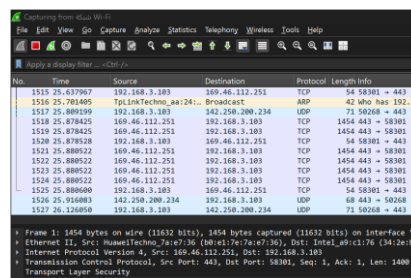 Capturing from شبكة Wi-Fi
File Edit View Go Capture Analyze Statistics Telephony Wireless Tools Help
Apply a display filter ... <Ctrl-/>
No. Time Source Destination Protocol Length Info
1515 25.637967 192.168.3.103 169.46.112.251 TCP 54 58301 → 443
1516 25.701405 TpLinkTechno_aa:24:… Broadcast ARP 42 Who has 192.
1517 25.809199 192.168.3.103 142.250.200.234 UDP 71 50268 → 443
1518 25.878425 169.46.112.251 192.168.3.103 TCP 1454 443 → 58301
1519 25.878425 169.46.112.251 192.168.3.103 TCP 1454 443 → 58301
1520 25.878528 192.168.3.103 169.46.112.251 TCP 54 58301 → 443
1521 25.880522 169.46.112.251 192.168.3.103 TCP 1454 443 → 58301
1522 25.880522 169.46.112.251 192.168.3.103 TCP 1454 443 → 58301
1523 25.880522 169.46.112.251 192.168.3.103 TCP 1454 443 → 58301
1524 25.880522 169.46.112.251 192.168.3.103 TCP 1454 443 → 58301
1525 25.880600 192.168.3.103 169.46.112.251 TCP 54 58301 → 443
1526 25.916083 142.250.200.234 192.168.3.103 UDP 68 443 → 50268
1527 26.126050 192.168.3.103 142.250.200.234 UDP 71 50268 → 443
Frame 1: 1454 bytes on wire (11632 bits), 1454 bytes captured (11632 bits) on interface
Ethernet II, Src: HuaweiTechno_7a:e7:36 (b0:e1:7e:7a:e7:36), Dst: Intel_a9:c1:76 (34:2e:
Internet Protocol Version 4, Src: 169.46.112.251, Dst: 192.168.3.103
Transmission Control Protocol, Src Port: 443, Dst Port: 58301, Seq: 1, Ack: 1, Len: 1400
Transport Layer Security